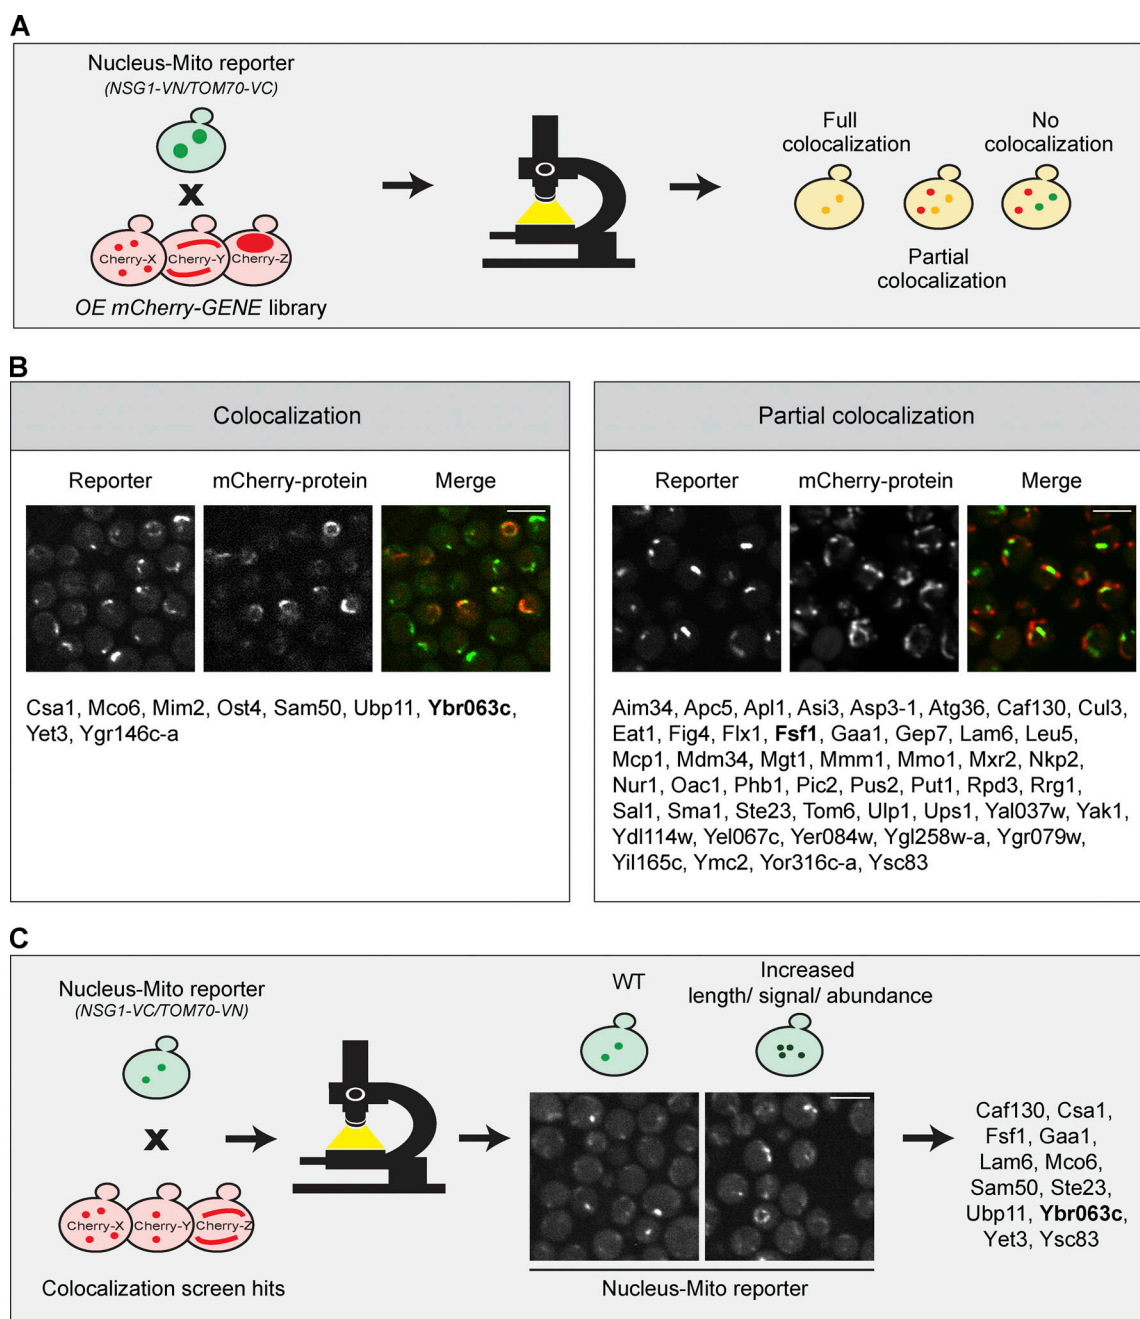 A
Nucleus-Mito reporter
(NSG1-VN/TOM70-VC)
x
Cherry-X
Cherry-Y
Cherry-Z
OE mCherry-GENE library
Full
colocalization
No
colocalization
Partial
colocalization
B
Colocalization
Reporter
mCherry-protein
Merge
Csa1, Mco6, Mim2, Ost4, Sam50, Ubp11, Ybr063c,
Yet3, Ygr146c-a
Partial colocalization
Reporter
mCherry-protein
Merge
Aim34, Apc5, Apl1, Asi3, Asp3-1, Atg36, Caf130, Cul3,
Eat1, Fig4, Flx1, Fsf1, Gaa1, Gep7, Lam6, Leu5,
Mcp1, Mdm34, Mgt1, Mmm1, Mmo1, Mxr2, Nkp2,
Nur1, Oac1, Phb1, Pic2, Pus2, Put1, Rpd3, Rrg1,
Sal1, Sma1, Ste23, Tom6, Ulp1, Ups1, Yal037w, Yak1,
Ydl114w, Yel067c, Yer084w, Ygl258w-a, Ygr079w,
Yil165c, Ymc2, Yor316c-a, Ysc83
C
Nucleus-Mito reporter
(NSG1-VC/TOM70-VN)
x
Cherry-X
Cherry-Y
Cherry-Z
Colocalization screen hits
WT
Increased
length/ signal/ abundance
Nucleus-Mito reporter
Caf130, Csa1,
Fsf1, Gaa1,
Lam6, Mco6,
Sam50, Ste23,
Ubp11, Ybr063c,
Yet3, Ysc83